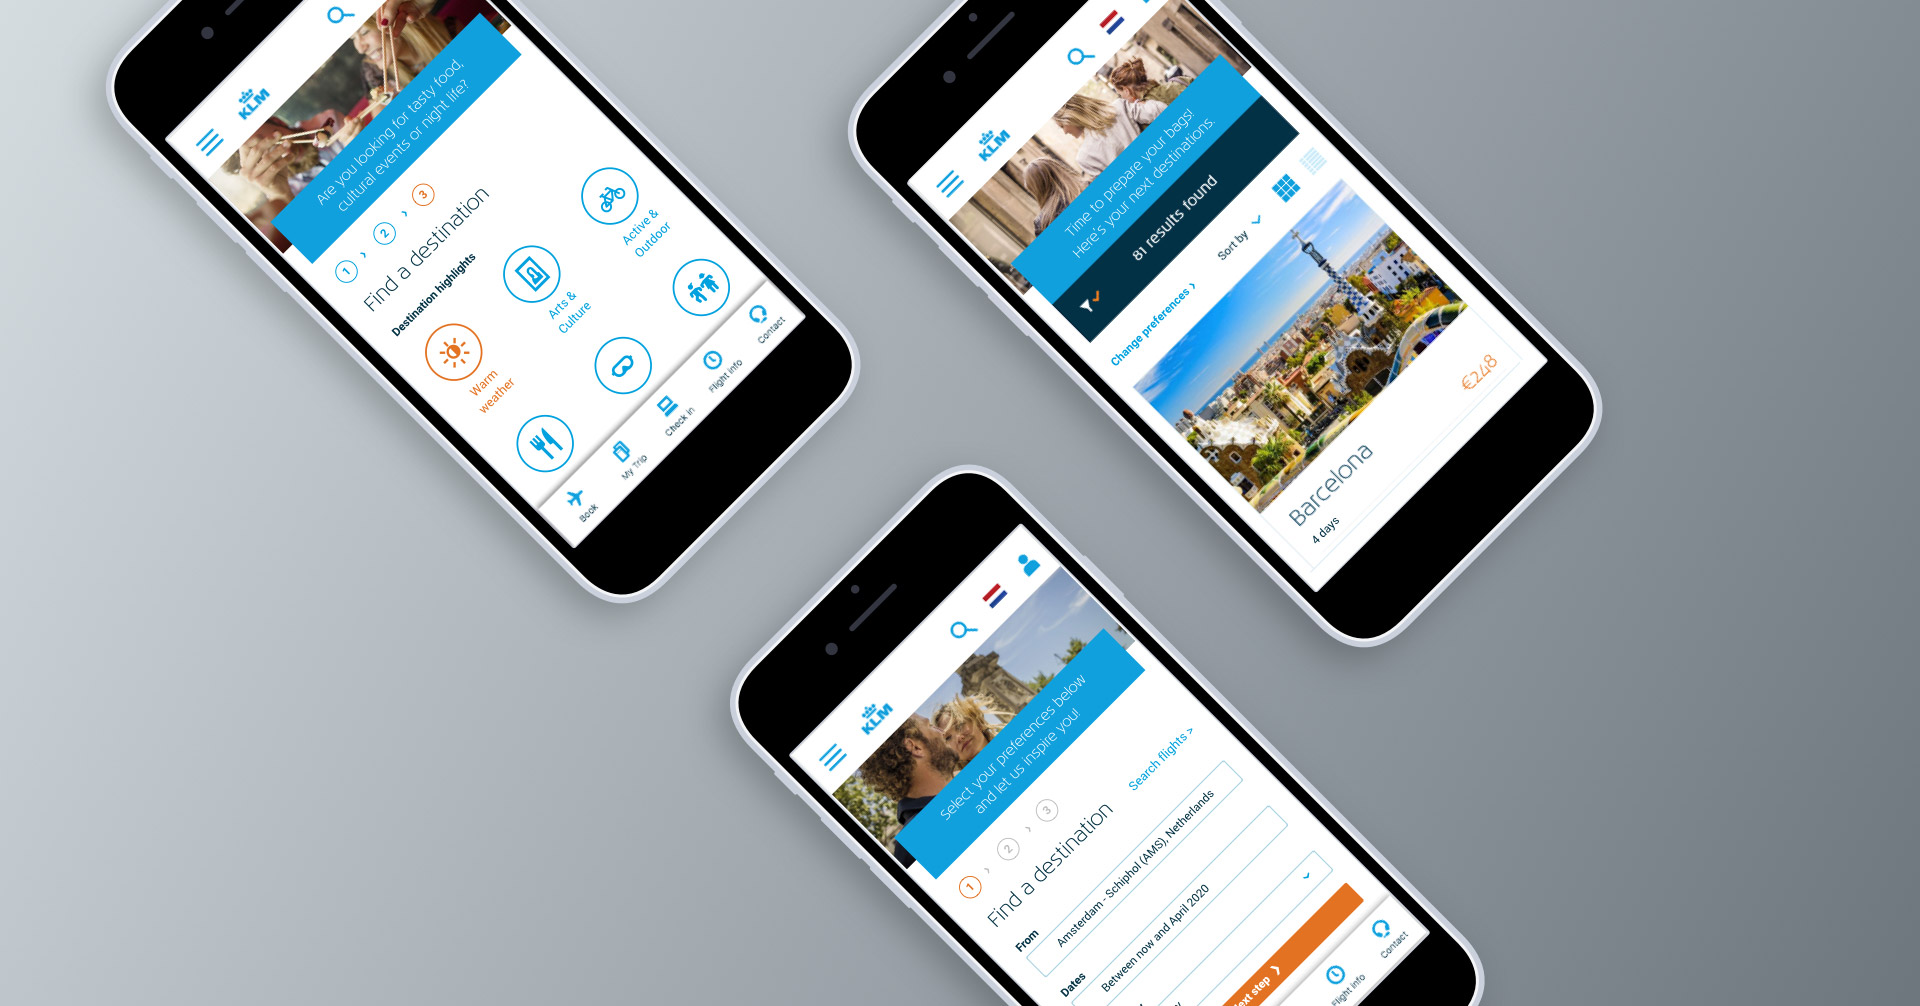 KLM
Are you looking for tasty food,
cultural events or night life?
1 › 2 › 3
Find a destination
Destination highlights
Warm
weather
Arts &
Culture
Active &
Outdoor
Book
My Trip
Check in
Flight info
Contact
KLM
Time to prepare your bags!
Here's your next destinations.
81 results found
Change preferences ›
Sort by
€248
Barcelona
4 days
KLM
Select your preferences below
and let us inspire you!
Search flights >
1 › 2 › 3
Find a destination
From
Amsterdam - Schiphol (AMS), Netherlands
Dates
Between now and April 2020
step ›
Flight info
Contact